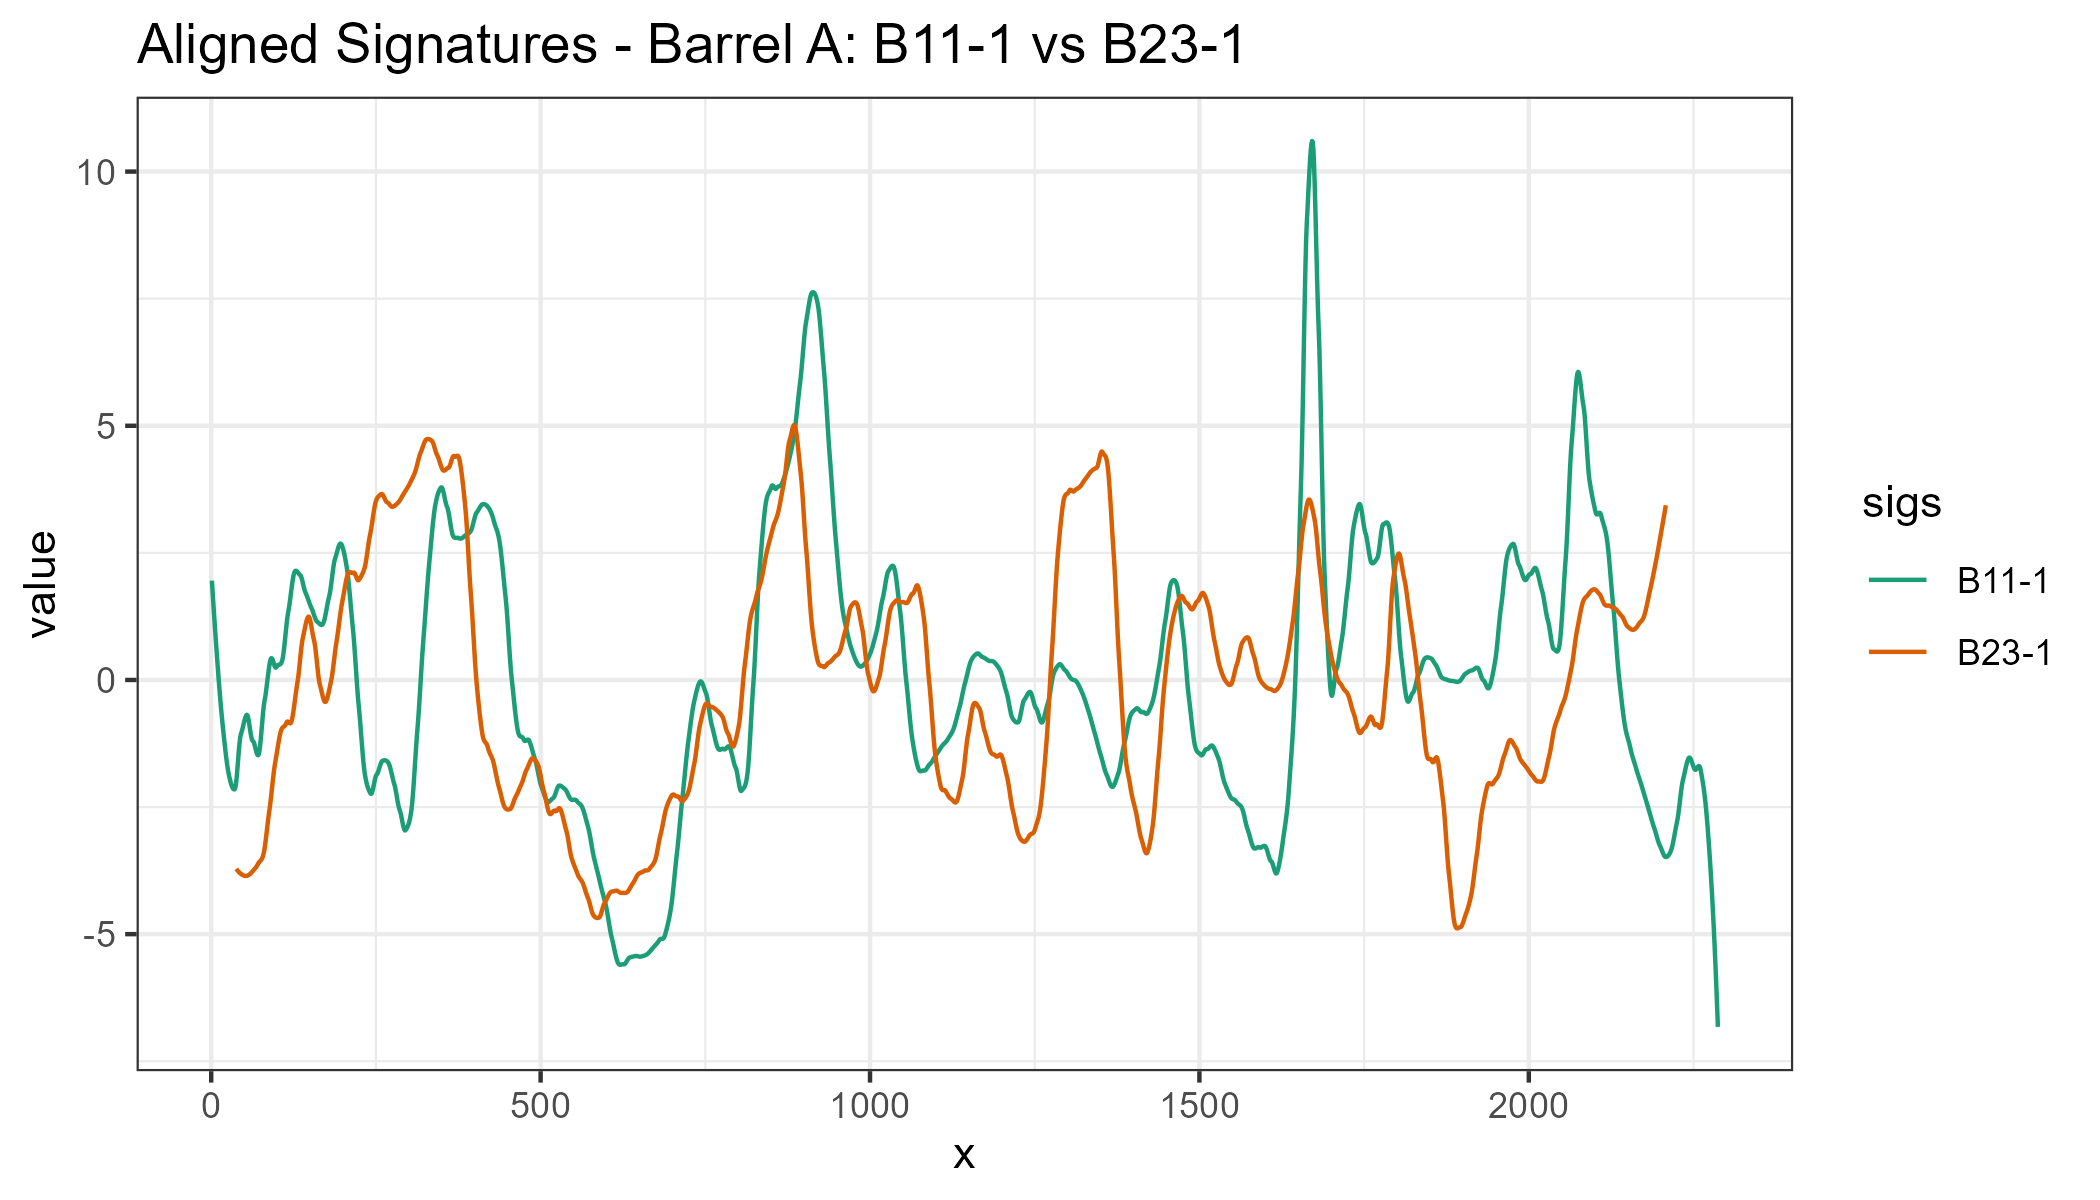 Aligned Signatures - Barrel A: B11-1 vs B23-1
value
10
5
0
-5
0 500 1000 1500 2000
x
sigs
B11-1
B23-1